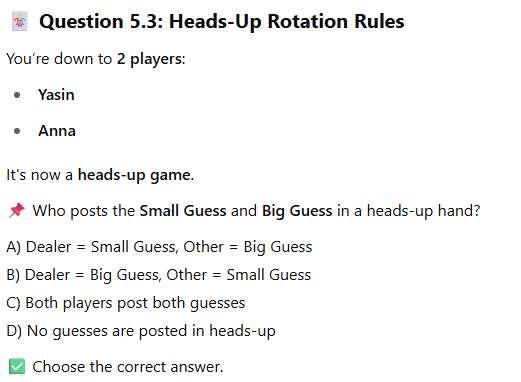 Question 5.3: Heads-Up Rotation Rules
You're down to 2 players:
Yasin
Anna
It's now a heads-up game.
Who posts the Small Guess and Big Guess in a heads-up hand?
A) Dealer = Small Guess, Other = Big Guess
B) Dealer = Big Guess, Other = Small Guess
C) Both players post both guesses
D) No guesses are posted in heads-up
Choose the correct answer.